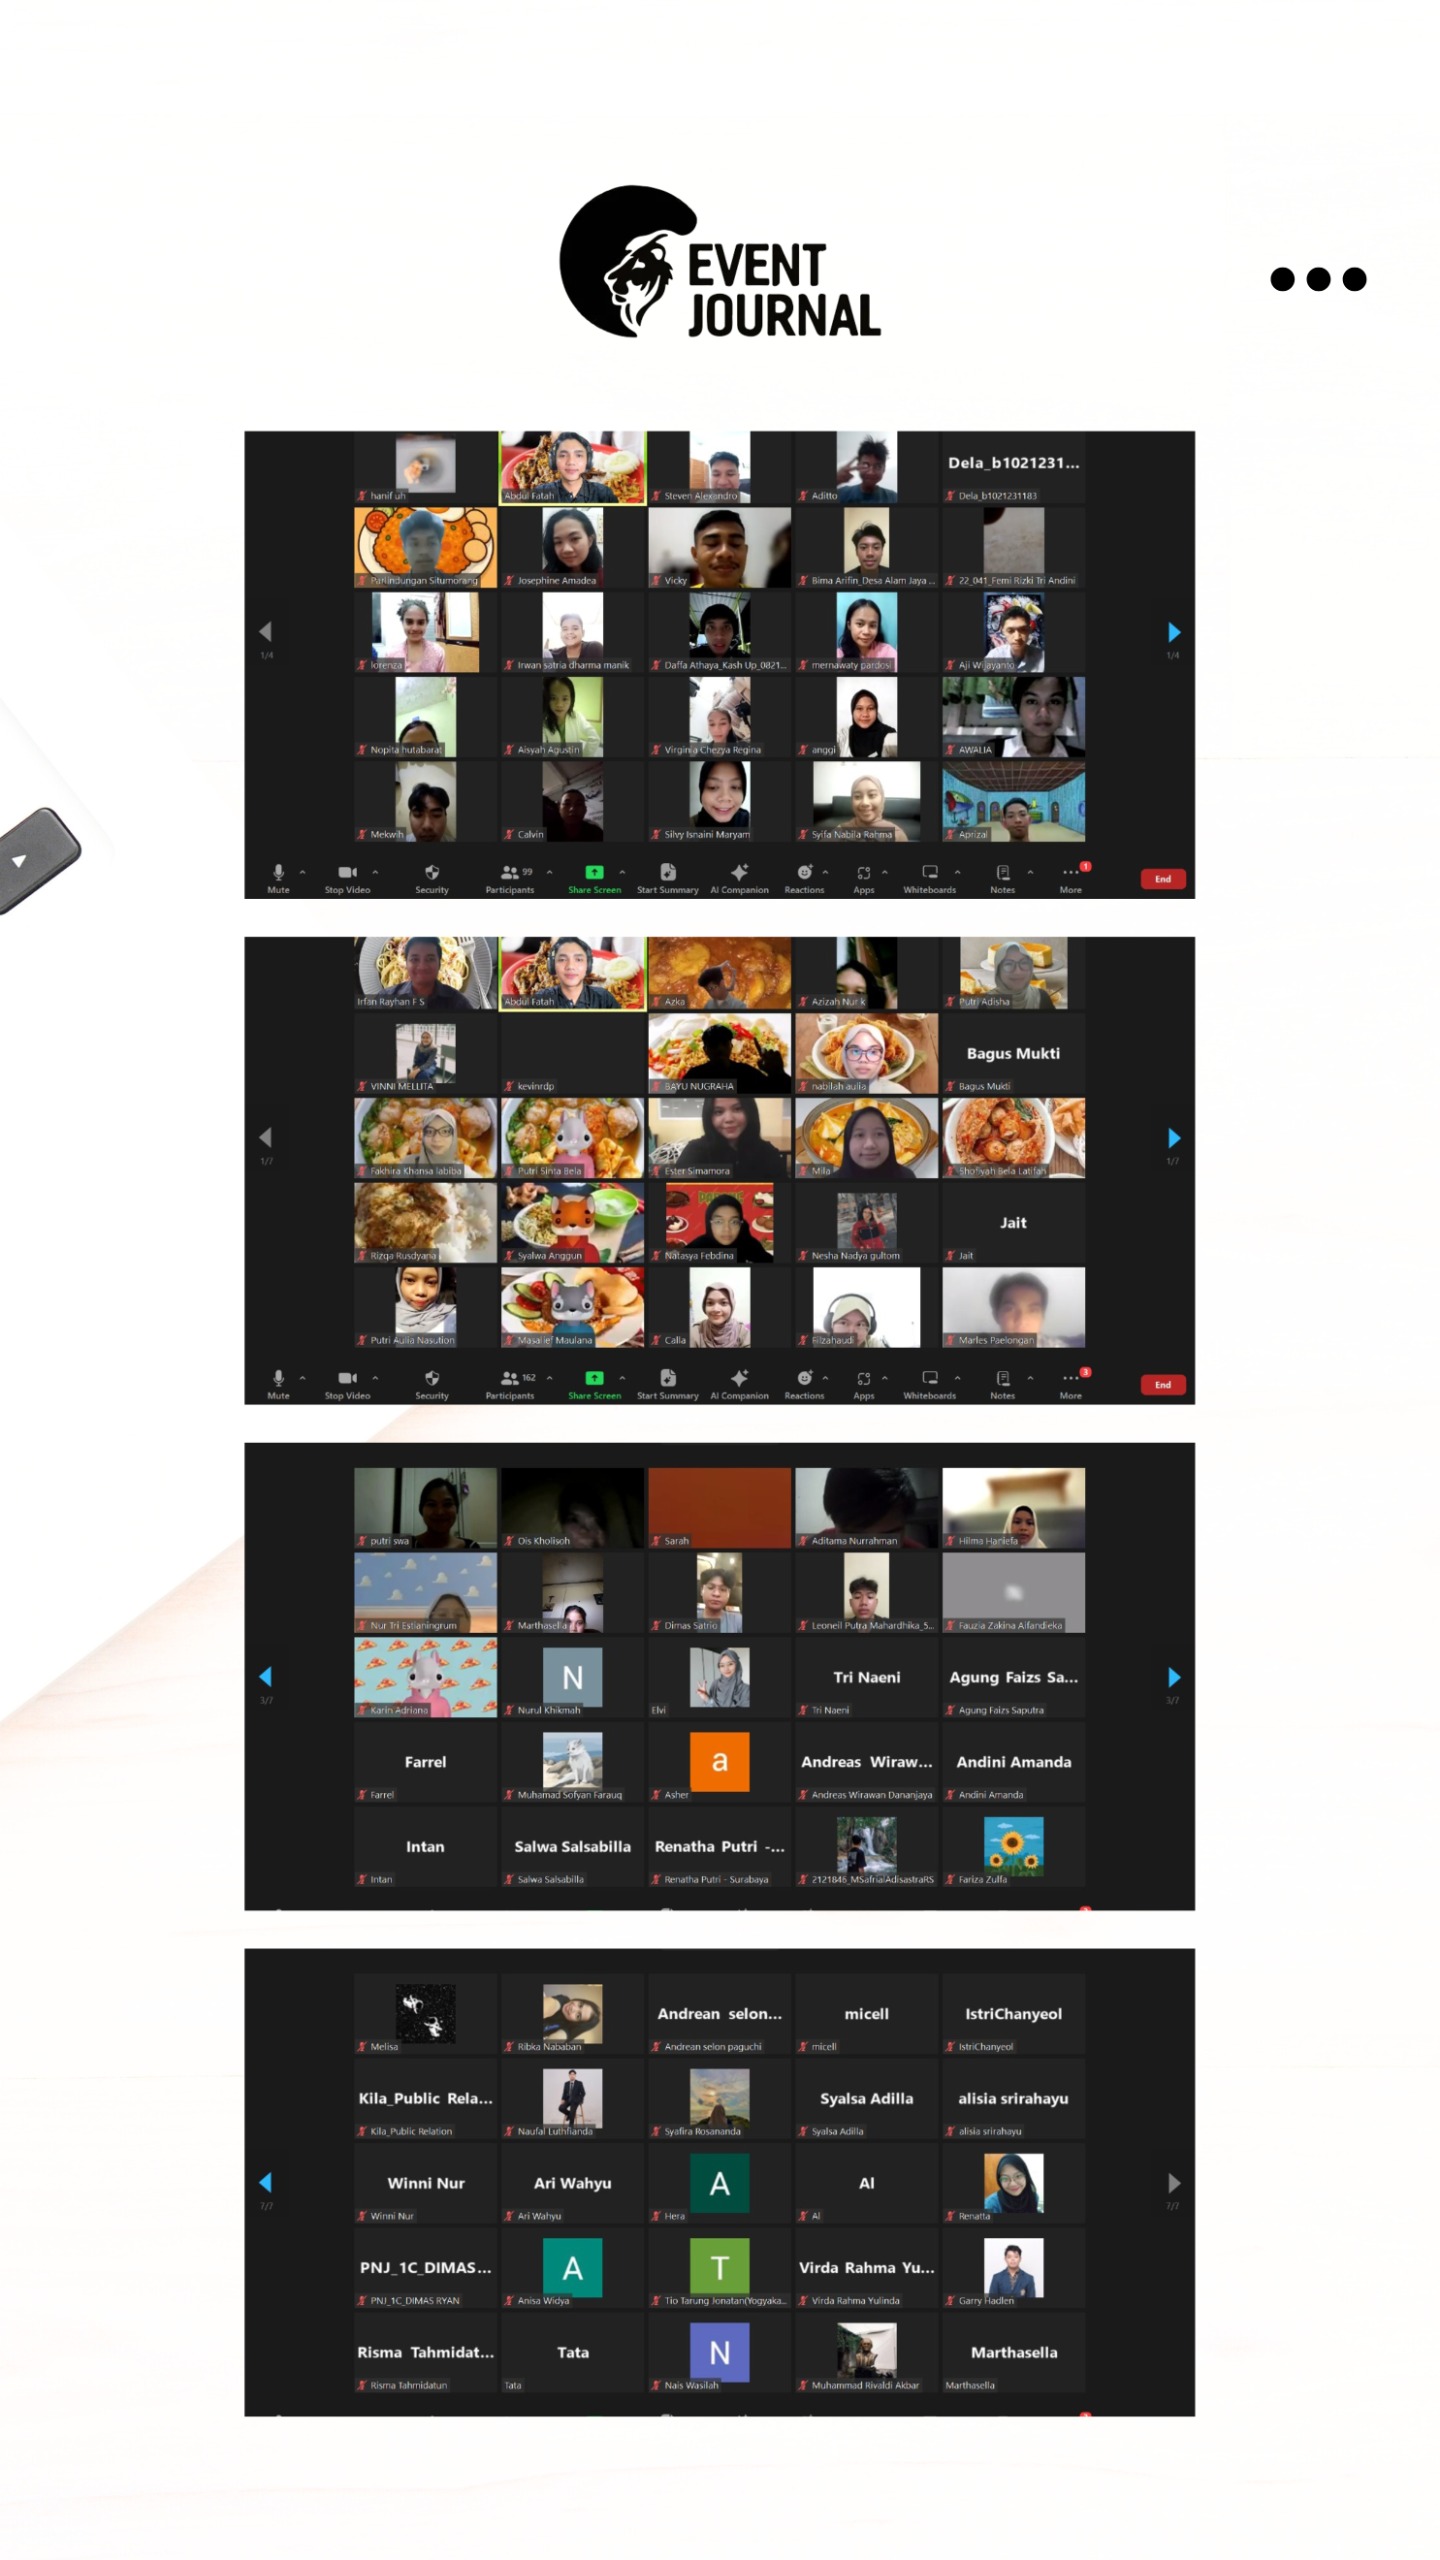 EVENT
JOURNAL
hanif uh
Abdul Fatah
Steven Alexandro
Aditto
Dela_b1021231...
Dela_b1021231183
Parlindungan Situmorang
Josephine Amadea
Vicky
Bima Arifin_Desa Alam Jaya ...
22_041_Femi Rizki Tri Andini
lorenza
Irwan satria dharma manik
Daffa Athaya_Kash Up_0821...
mernawaty pardosi
Aji Wijayanto
1/4
1/4
Nopita hutabarat
Aisyah Agustin
Virginia Chezya Regina
anggi
AWALIA
Mekwih
Calvin
Silvy Isnaini Maryam
Syifa Nabila Rahma
Aprizal
99
1
Mute
Stop Video
Security
Participants
Share Screen
Start Summary
AI Companion
Reactions
Apps
Whiteboards
Notes
More
End
Irfan Rayhan F S
Abdul Fatah
Azka
Azizah Nur k
Putri Adisha
VINNI MELLITA
kevinrdp
BAYU NUGRAHA
nabilah aulia
Bagus Mukti
Bagus Mukti
Fakhira Khansa labiba
Putri Sinta Bela
Ester Simamora
Mila
Shofiyah Bela Latifah
1/7
1/7
Rizqa Rusdyana
Syalwa Anggun
Natasya Febdina
Nesha Nadya gultom
Jait
Jait
Putri Aulia Nasution
Masalief Maulana
Calla
Filzahaudi
Marles Paelongan
162
3
Mute
Stop Video
Security
Participants
Share Screen
Start Summary
AI Companion
Reactions
Apps
Whiteboards
Notes
More
End
putri swa
Ois Kholisoh
Sarah
Aditama Nurrahman
Hilma Haniefa
Nur Tri Estianingrum
Marthasella
Dimas Satrio
Leoneil Putra Mahardhika_5...
Fauzia Zakina Alfandieka
Karin Adriana
N
Nurul Khikmah
Elvi
Tri Naeni
Tri Naeni
Agung Faizs Sa...
Agung Faizs Saputra
3/7
3/7
Farrel
Farrel
Muhamad Sofyan Farauq
a
Asher
Andreas Wiraw...
Andreas Wirawan Dananjaya
Andini Amanda
Andini Amanda
Intan
Intan
Salwa Salsabilla
Salwa Salsabilla
Renatha Putri -...
Renatha Putri - Surabaya
2121846_MSafrialAdisastraRS
Fariza Zulfa
Melisa
Ribka Nababan
Andrean selon...
Andrean selon paguchi
micell
micell
IstriChanyeol
IstriChanyeol
Kila_Public Rela...
Kila_Public Relation
Naufal Luthfianda
Syafira Rosananda
Syalsa Adilla
Syalsa Adilla
alisia srirahayu
alisia srirahayu
Winni Nur
Winni Nur
Ari Wahyu
Ari Wahyu
A
Hera
Al
Al
Renatta
7/7
7/7
PNJ_1C_DIMAS...
PNJ_1C_DIMAS RYAN
A
Anisa Widya
T
Tio Tarung Jonatan(Yogyaka...
Virda Rahma Yu...
Virda Rahma Yulinda
Garry Hadlen
Risma Tahmidat...
Risma Tahmidatun
Tata
Tata
N
Nais Wasilah
Muhammad Rivaldi Akbar
Marthasella
Marthasella